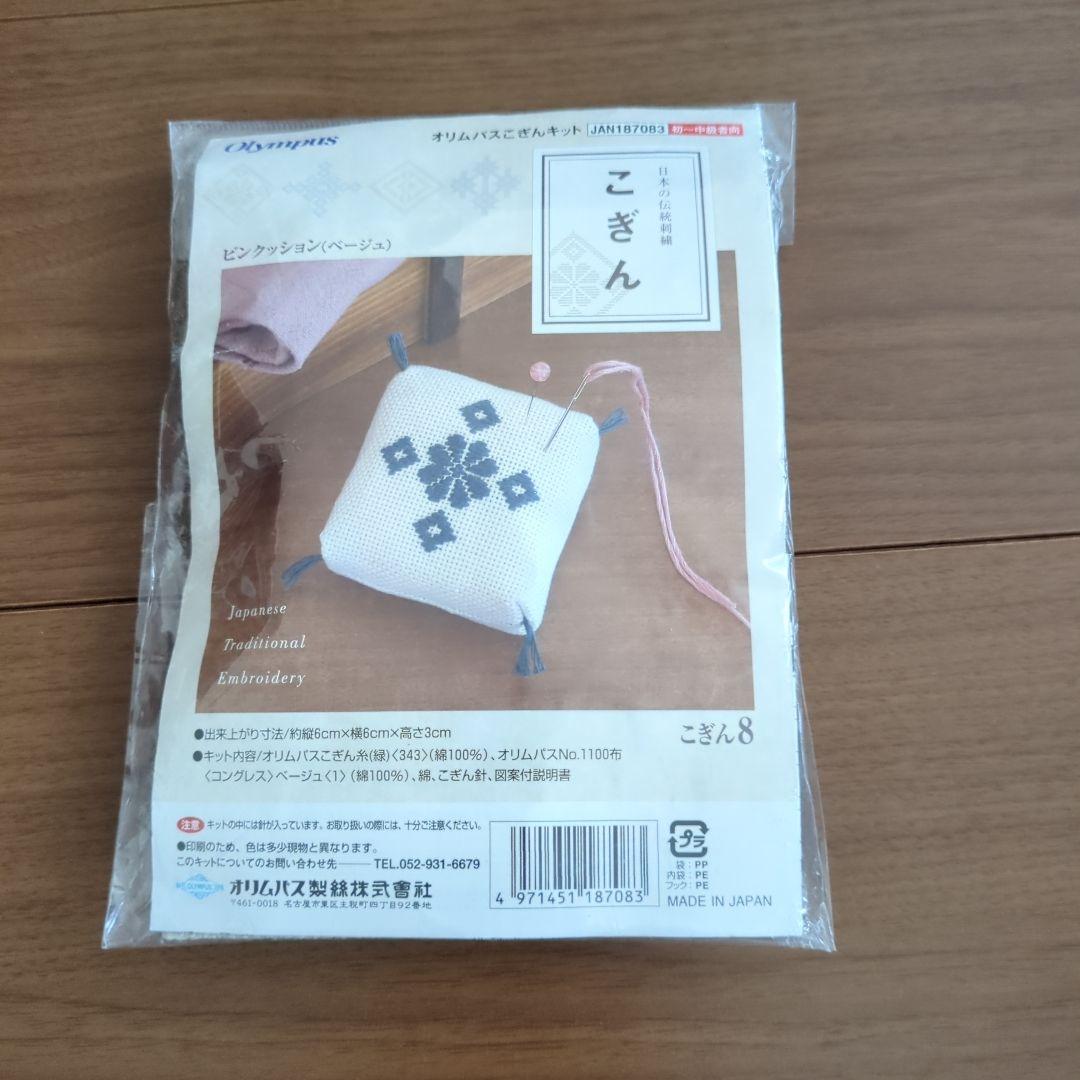 Olympus
オリムパスこぎんキット JAN187083 初～中級者向
日本の伝統刺繍
こぎん
ピンクッション(ベージュ)
Japanese
Traditional
Embroidery
●出来上がり寸法/約縦6cm×横6cm×高さ3cm
こぎん8
●キット内容/オリムパスこぎん糸(緑)〈343〉(綿100%)、オリムパスNo.1100布
〈コングレス〉ベージュ〈1〉(綿100%)、綿、こぎん針、図案付説明書
注意 キットの中には針が入っています。お取り扱いの際には、十分ご注意ください。
●印刷のため、色は多少現物と異なります。
このキットについてのお問い合わせ先――TEL.052-931-6679
オリムパス製絲株式會社
〒461-0018 名古屋市東区主税町四丁目92番地
4 971451 187083
プラ
袋:PP
内袋:PE
フック:PE
MADE IN JAPAN